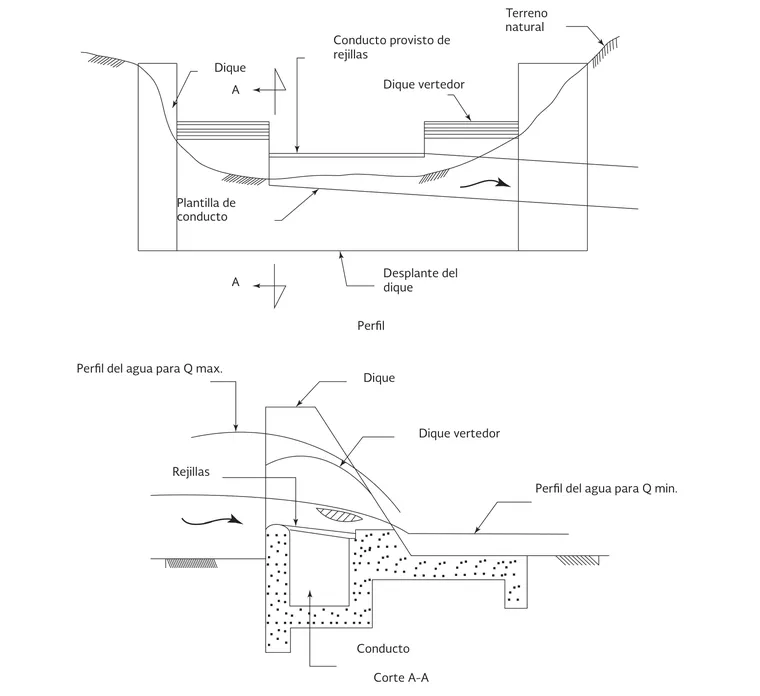 Terreno
natural
Conducto provisto de
rejillas
Dique
A
Dique vertedor
Plantilla de
conducto
A
Desplante del
dique
Perfil
Perfil del agua para Q max.
Dique
Dique vertedor
Rejillas
Perfil del agua para Q min.
Conducto
Corte A-A